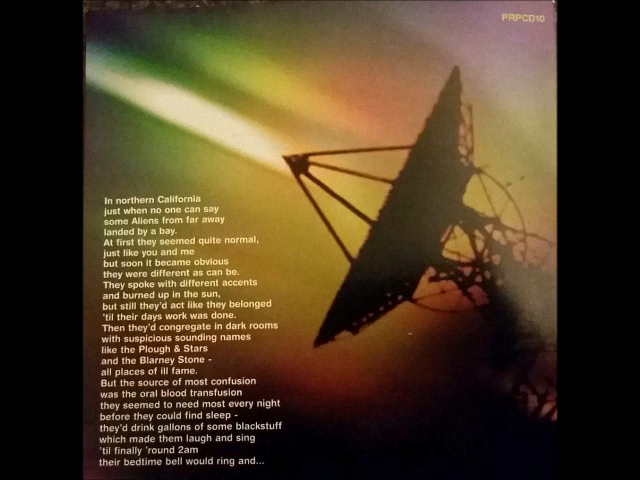 PRPCD10
In northern California
just when no one can say
some Aliens from far away
landed by a bay.
At first they seemed quite normal,
just like you and me
but soon it became obvious
they were different as can be.
They spoke with different accents
and burned up in the sun,
but still they'd act like they belonged
'til their days work was done.
Then they'd congregate in dark rooms
with suspicious sounding names
like the Plough & Stars
and the Blarney Stone -
all places of ill fame.
But the source of most confusion
was the oral blood transfusion
they seemed to need most every night
before they could find sleep -
they'd drink gallons of some blackstuff
which made them laugh and sing
'til finally 'round 2am
their bedtime bell would ring and...